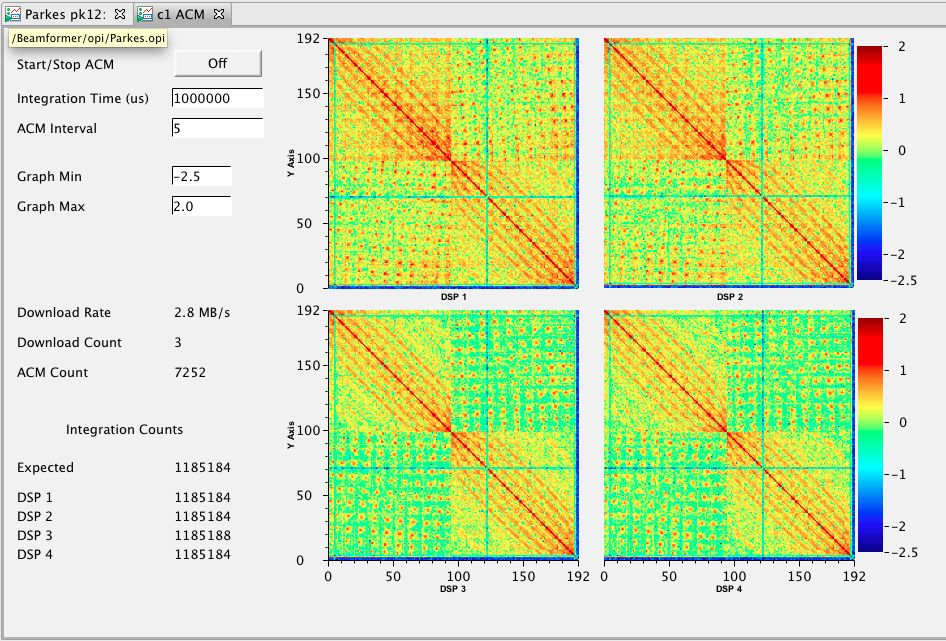 Parkes pk12: c1 ACM
/Beamformer/opi/Parkes.opi
Start/Stop ACM Off
Integration Time (us) 1000000
ACM Interval 5
Graph Min −2.5
Graph Max 2.0
Download Rate 2.8 MB/s
Download Count 3
ACM Count 7252
Integration Counts
Expected 1185184
DSP 1 1185184
DSP 2 1185184
DSP 3 1185188
DSP 4 1185184
192
150
100
50
0
Y Axis
DSP 1
DSP 2
2
1
0
−1
−2
−2.5
192
150
100
50
0
Y Axis
0 50 100 150 192
DSP 3
0 50 100 150 192
DSP 4
2
1
0
−1
−2
−2.5